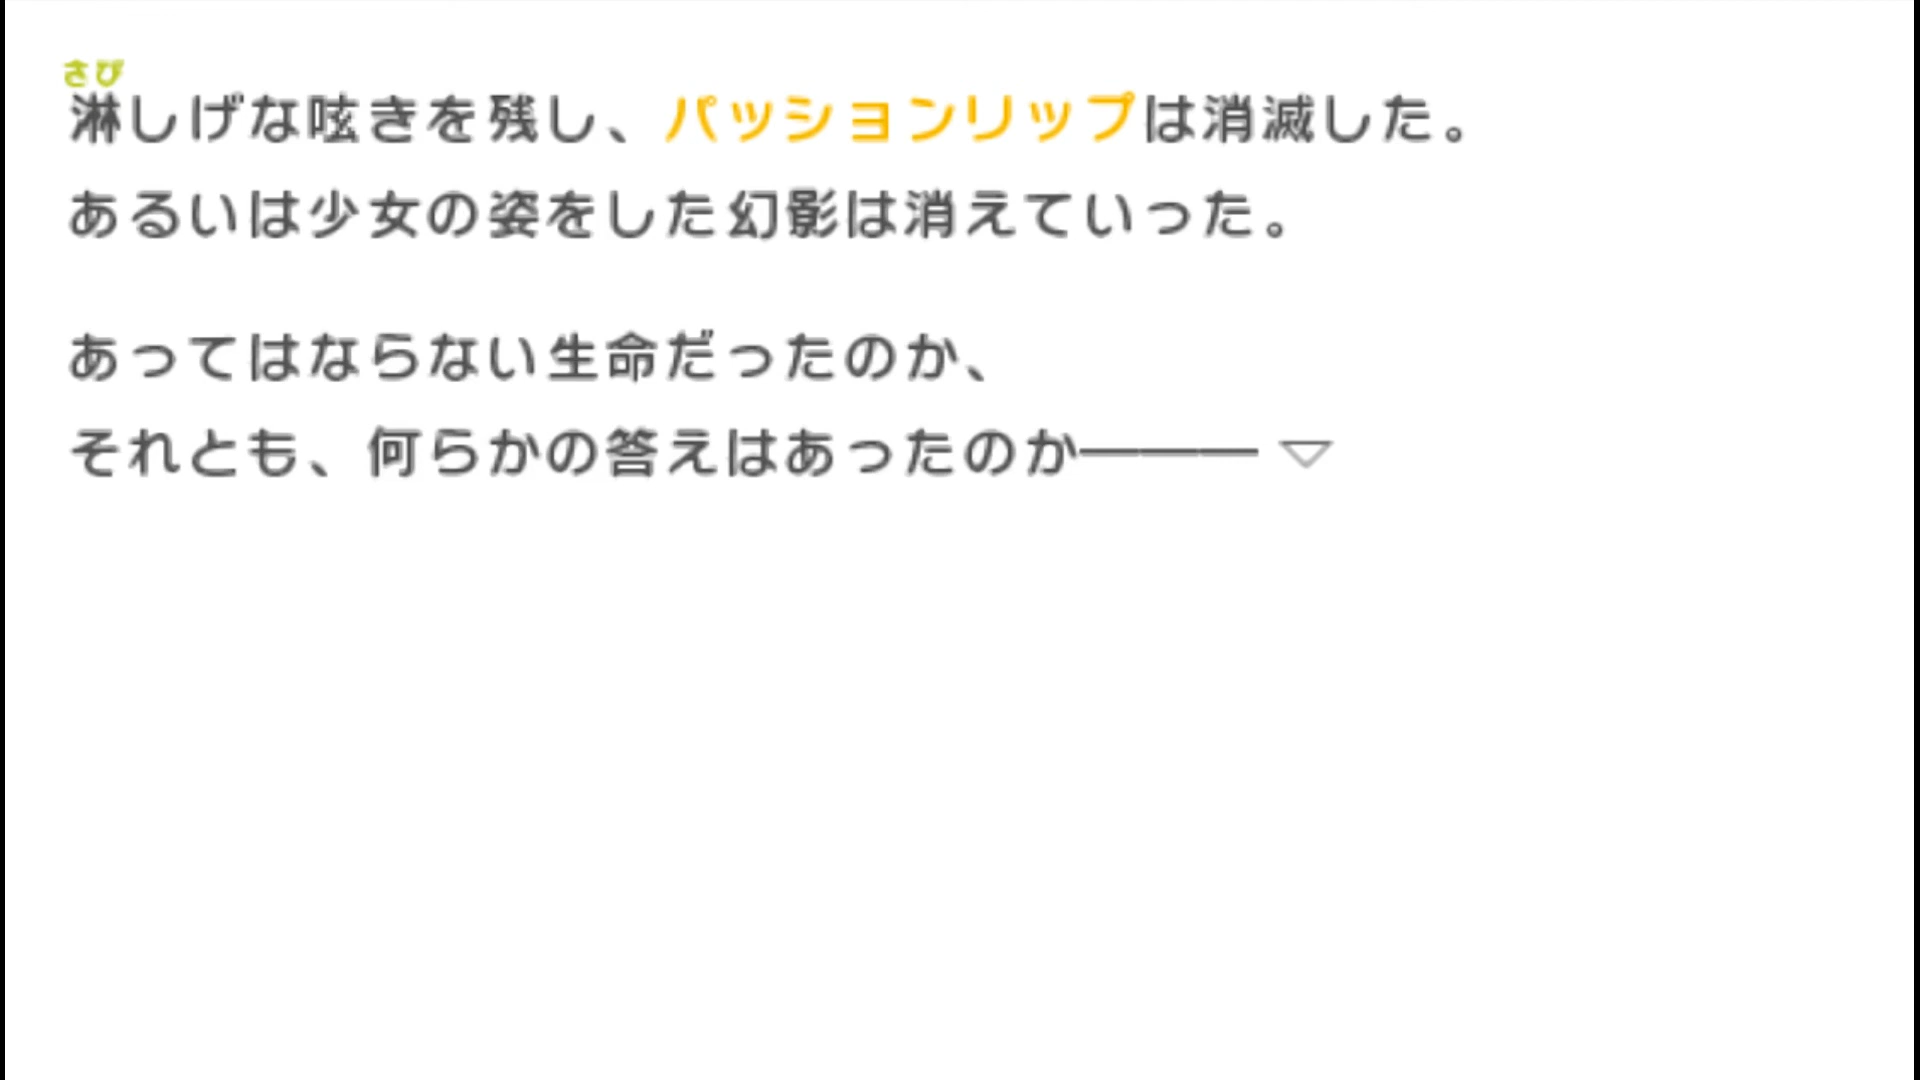 さび
淋しげな呟きを残し、パッションリップは消滅した。
あるいは少女の姿をした幻影は消えていった。
あってはならない生命だったのか、
それとも、何らかの答えはあったのか――― ▽